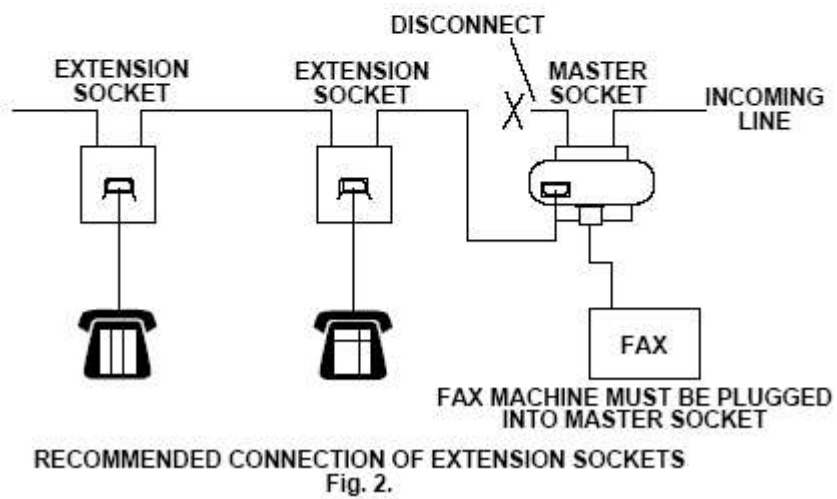 DISCONNECT
EXTENSION
SOCKET
EXTENSION
SOCKET
MASTER
SOCKET
INCOMING
LINE
FAX
FAX MACHINE MUST BE PLUGGED
INTO MASTER SOCKET
RECOMMENDED CONNECTION OF EXTENSION SOCKETS
Fig. 2.